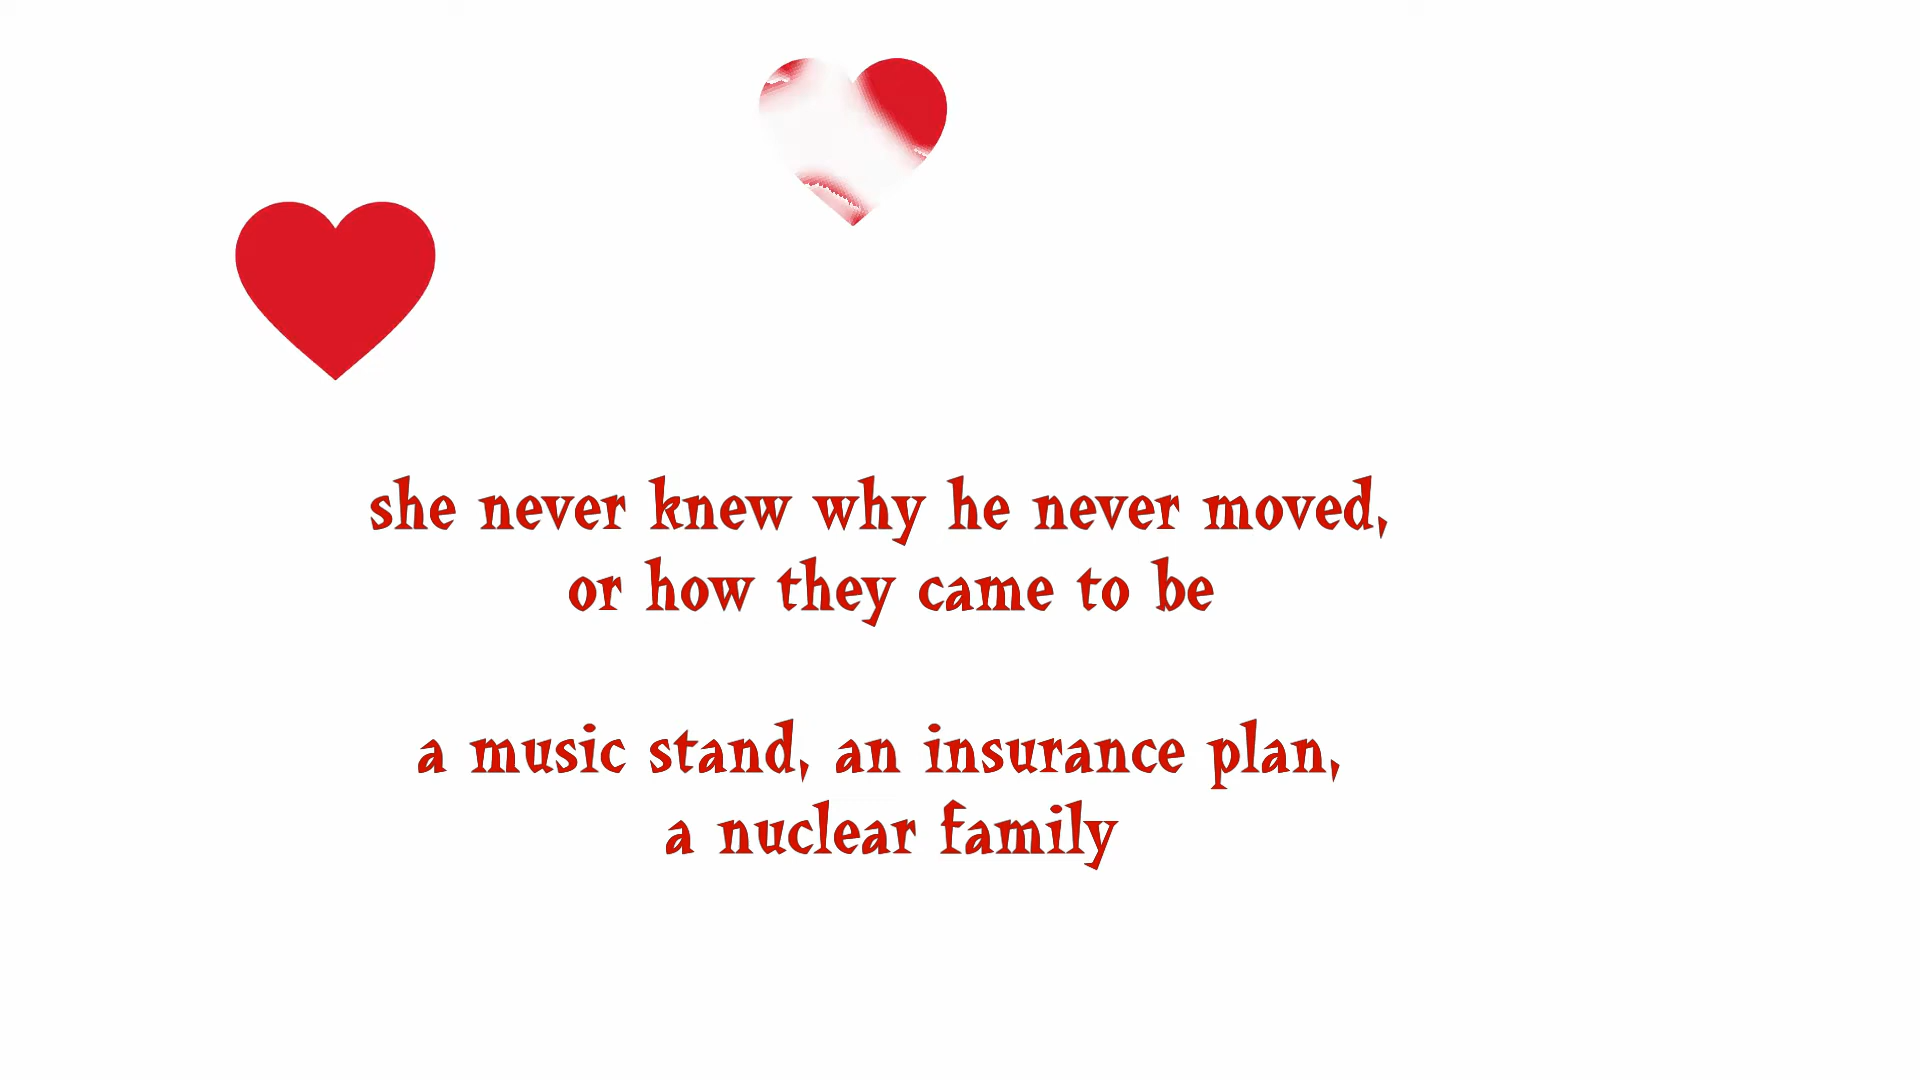 she never knew why he never moved,
or how they came to be
a music stand, an insurance plan,
a nuclear family